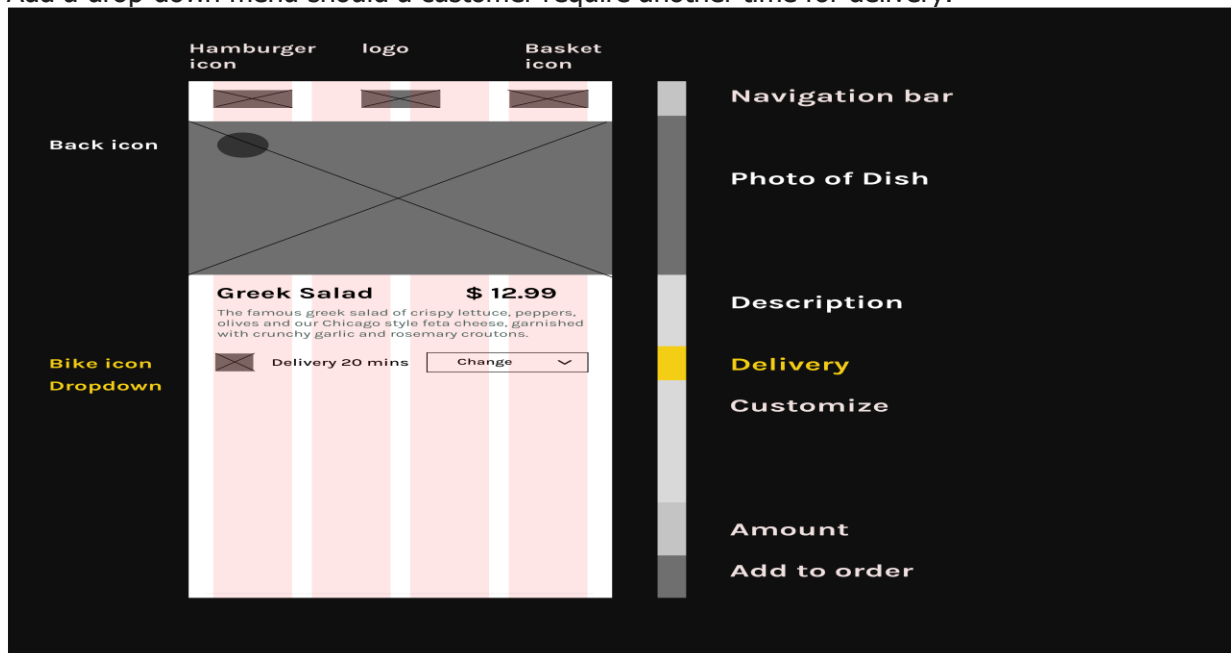 Add a drop-down menu should a customer require another time for delivery.
Hamburger icon
logo
Basket icon
Navigation bar
Back icon
Photo of Dish
Greek Salad
$ 12.99
The famous greek salad of crispy lettuce, peppers,
olives and our Chicago style feta cheese, garnished
with crunchy garlic and rosemary croutons.
Description
Bike icon
Dropdown
Delivery 20 mins
Change
Delivery
Customize
Amount
Add to order